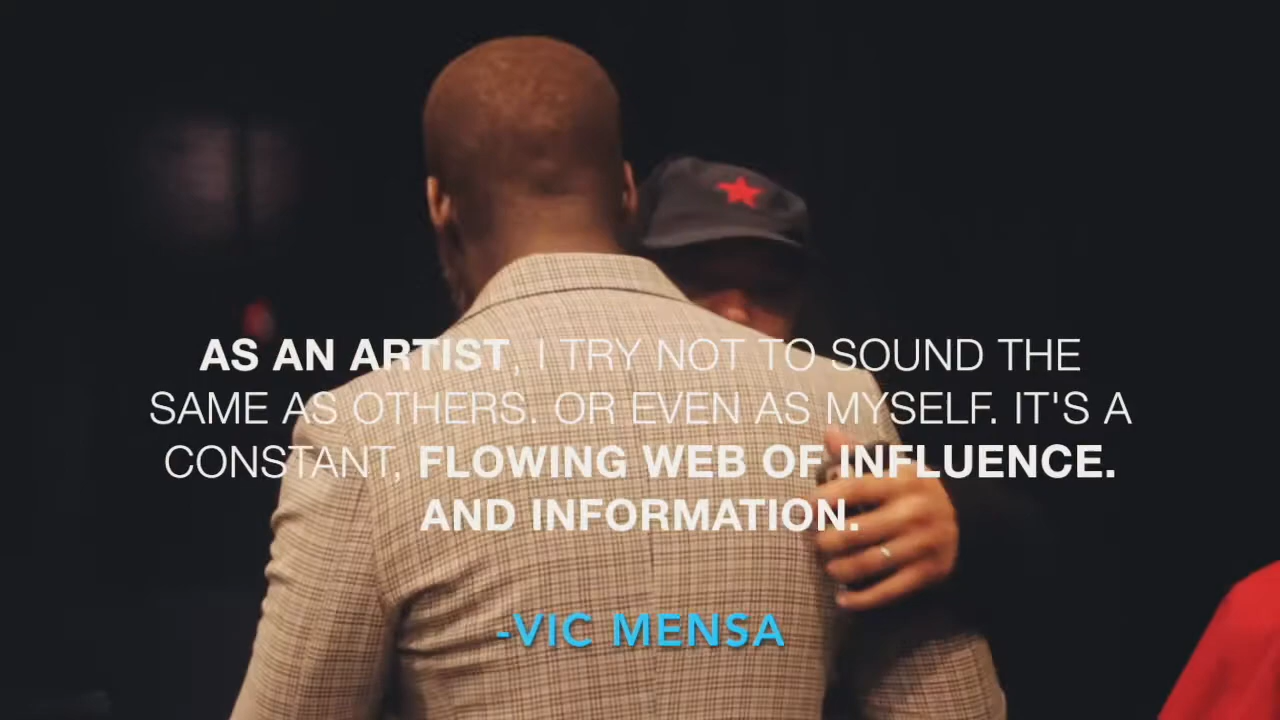 AS AN ARTIST, I TRY NOT TO SOUND THE
SAME AS OTHERS. OR EVEN AS MYSELF. IT'S A
CONSTANT, FLOWING WEB OF INFLUENCE.
AND INFORMATION.
-VIC MENSA